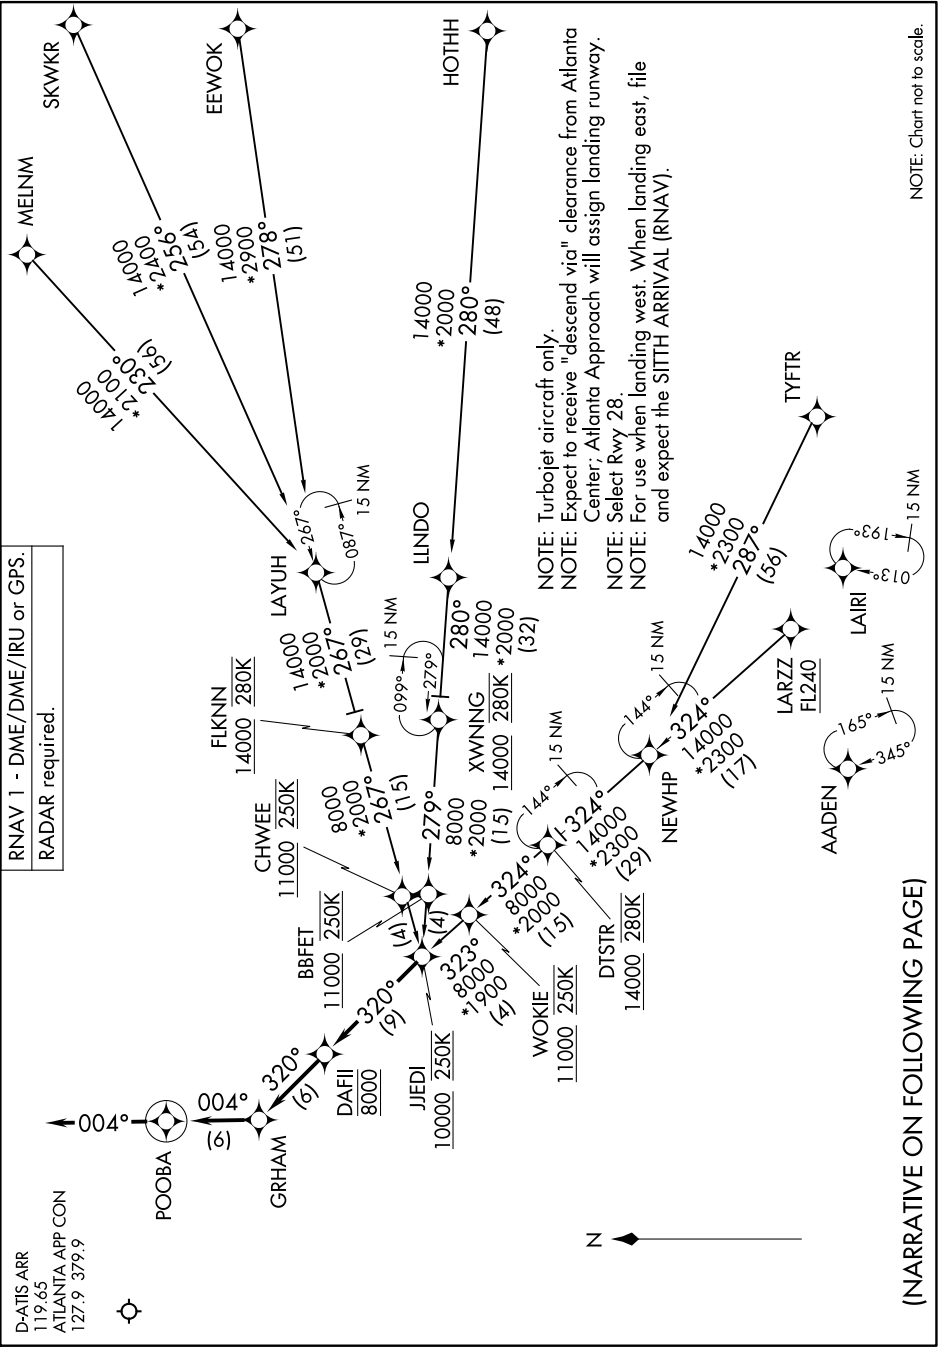 D-ATIS ARR
119.65
ATLANTA APP CON
127.9 379.9
RNAV 1 - DME/DME/IRU or GPS.
RADAR required.
MELNM
SKWKR
EEWOK
HOTHH
14000
*2100
230°
(56)
14000
*2400
256°
(54)
14000
*2900
278°
(51)
14000
*2000
280°
(48)
LAYUH
267°
087°
15 NM
14000
*2000
267°
(29)
FLKNN
14000 280K
8000
*2000
267°
(15)
CHWEE
11000 250K
(4)
LLNDO
280°
14000
*2000
(32)
15 NM
099°
279°
XWNNG
14000 280K
279°
8000
*2000
(15)
BBFET
11000 250K
(4)
POOBA
004°
004°
(6)
GRHAM
320°
(6)
DAFII
8000
320°
(9)
JJEDI
10000 250K
323°
8000
*1900
(4)
WOKIE
11000 250K
324°
8000
*2000
(15)
DTSTR
14000 280K
144°
15 NM
324°
14000
*2300
(29)
NEWHP
144°
15 NM
324°
14000
*2300
(17)
LARZZ
FL240
14000
*2300
287°
(56)
TYFTR
LAIRI
013°
193°
15 NM
AADEN
165°
345°
15 NM
NOTE: Turbojet aircraft only.
NOTE: Expect to receive "descend via" clearance from Atlanta
Center; Atlanta Approach will assign landing runway.
NOTE: Select Rwy 28.
NOTE: For use when landing west. When landing east, file
and expect the SITTH ARRIVAL (RNAV).
N
(NARRATIVE ON FOLLOWING PAGE)
NOTE: Chart not to scale.